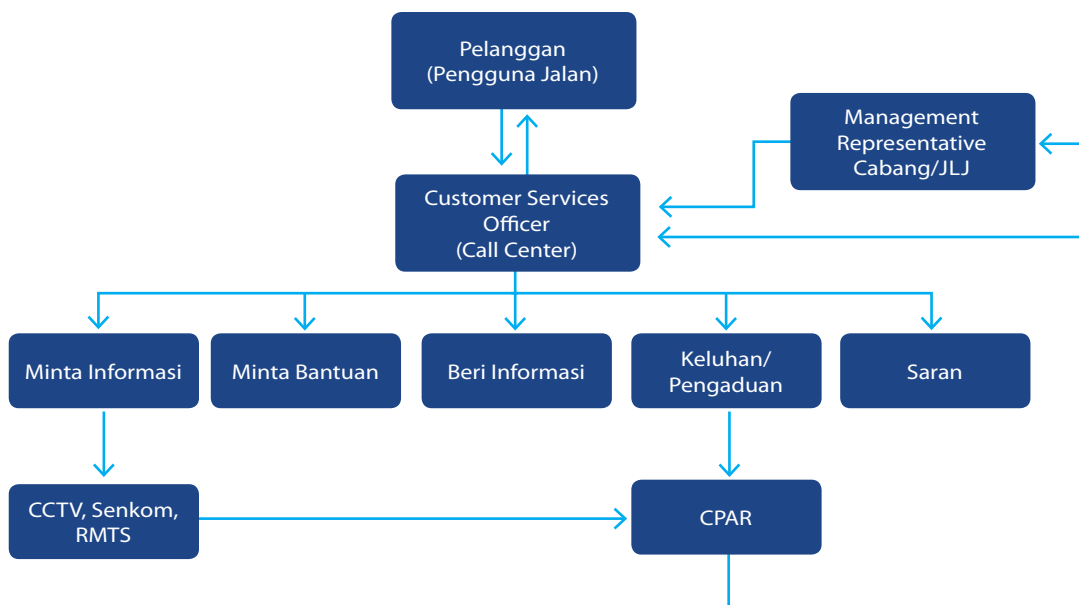 Pelanggan
(Pengguna Jalan)
Management
Representative
Cabang/JLJ
Customer Services
Officer
(Call Center)
Minta Informasi
Minta Bantuan
Beri Informasi
Keluhan/
Pengaduan
Saran
CCTV, Senkom,
RMTS
CPAR